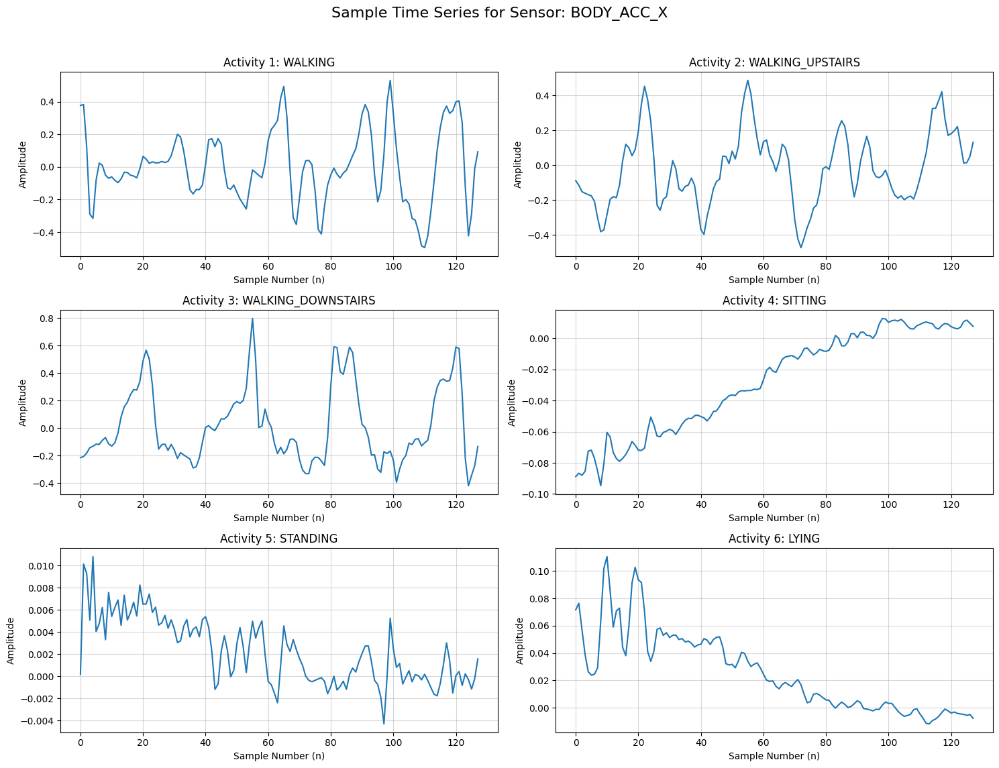 Sample Time Series for Sensor: BODY_ACC_X
Activity 1: WALKING
Amplitude
0.4
0.2
0.0
−0.2
−0.4
0 20 40 60 80 100 120
Sample Number (n)
Activity 2: WALKING_UPSTAIRS
Amplitude
0.4
0.2
0.0
−0.2
−0.4
0 20 40 60 80 100 120
Sample Number (n)
Activity 3: WALKING_DOWNSTAIRS
Amplitude
0.8
0.6
0.4
0.2
0.0
−0.2
−0.4
0 20 40 60 80 100 120
Sample Number (n)
Activity 4: SITTING
Amplitude
0.00
−0.02
−0.04
−0.06
−0.08
−0.10
0 20 40 60 80 100 120
Sample Number (n)
Activity 5: STANDING
Amplitude
0.010
0.008
0.006
0.004
0.002
0.000
−0.002
−0.004
0 20 40 60 80 100 120
Sample Number (n)
Activity 6: LYING
Amplitude
0.10
0.08
0.06
0.04
0.02
0.00
0 20 40 60 80 100 120
Sample Number (n)